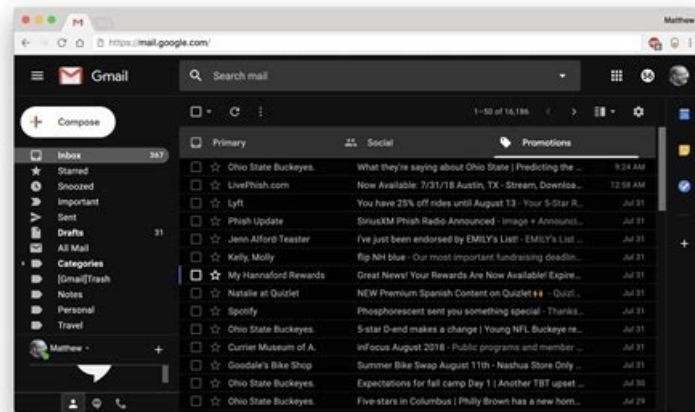 Matthew
https://mail.google.com/
Gmail
Search mail
56
Compose
1–50 of 16,186
Primary
Social
Promotions
Inbox 367
Starred
Snoozed
Important
Sent
Drafts 31
All Mail
Categories
[Gmail]Trash
Notes
Personal
Travel
Matthew
Ohio State Buckeyes. What they're saying about Ohio State | Predicting the ... 9:24 AM
LivePhish.com Now Available: 7/31/18 Austin, TX - Stream, Downloa... 12:58 AM
Lyft You have 25% off rides until August 13 - Your 5-Star R... Jul 31
Phish Update SiriusXM Phish Radio Announced - Image + Announci... Jul 31
Jenn Alford-Teaster I've just been endorsed by EMILY's List! - EMILY's List ... Jul 31
Kelly, Molly flip NH blue - Our most important fundraising deadlin... Jul 31
My Hannaford Rewards Great News! Your Rewards Are Now Available! Expire... Jul 31
Natalie at Quizlet NEW Premium Spanish Content on Quizlet🙌 - Quizl... Jul 31
Spotify Phosphorescent sent you something special - Thanks... Jul 31
Ohio State Buckeyes. 5-star D-end makes a change | Young NFL Buckeye re... Jul 31
Currier Museum of A. inFocus August 2018 - Public programs and member ... Jul 31
Goodale's Bike Shop Summer Bike Swap August 11th - Nashua Store Only ... Jul 31
Ohio State Buckeyes. Expectations for fall camp Day 1 | Another TBT upset ... Jul 30
Ohio State Buckeyes. Five-stars in Columbus | Philly Brown has a new hom... Jul 29